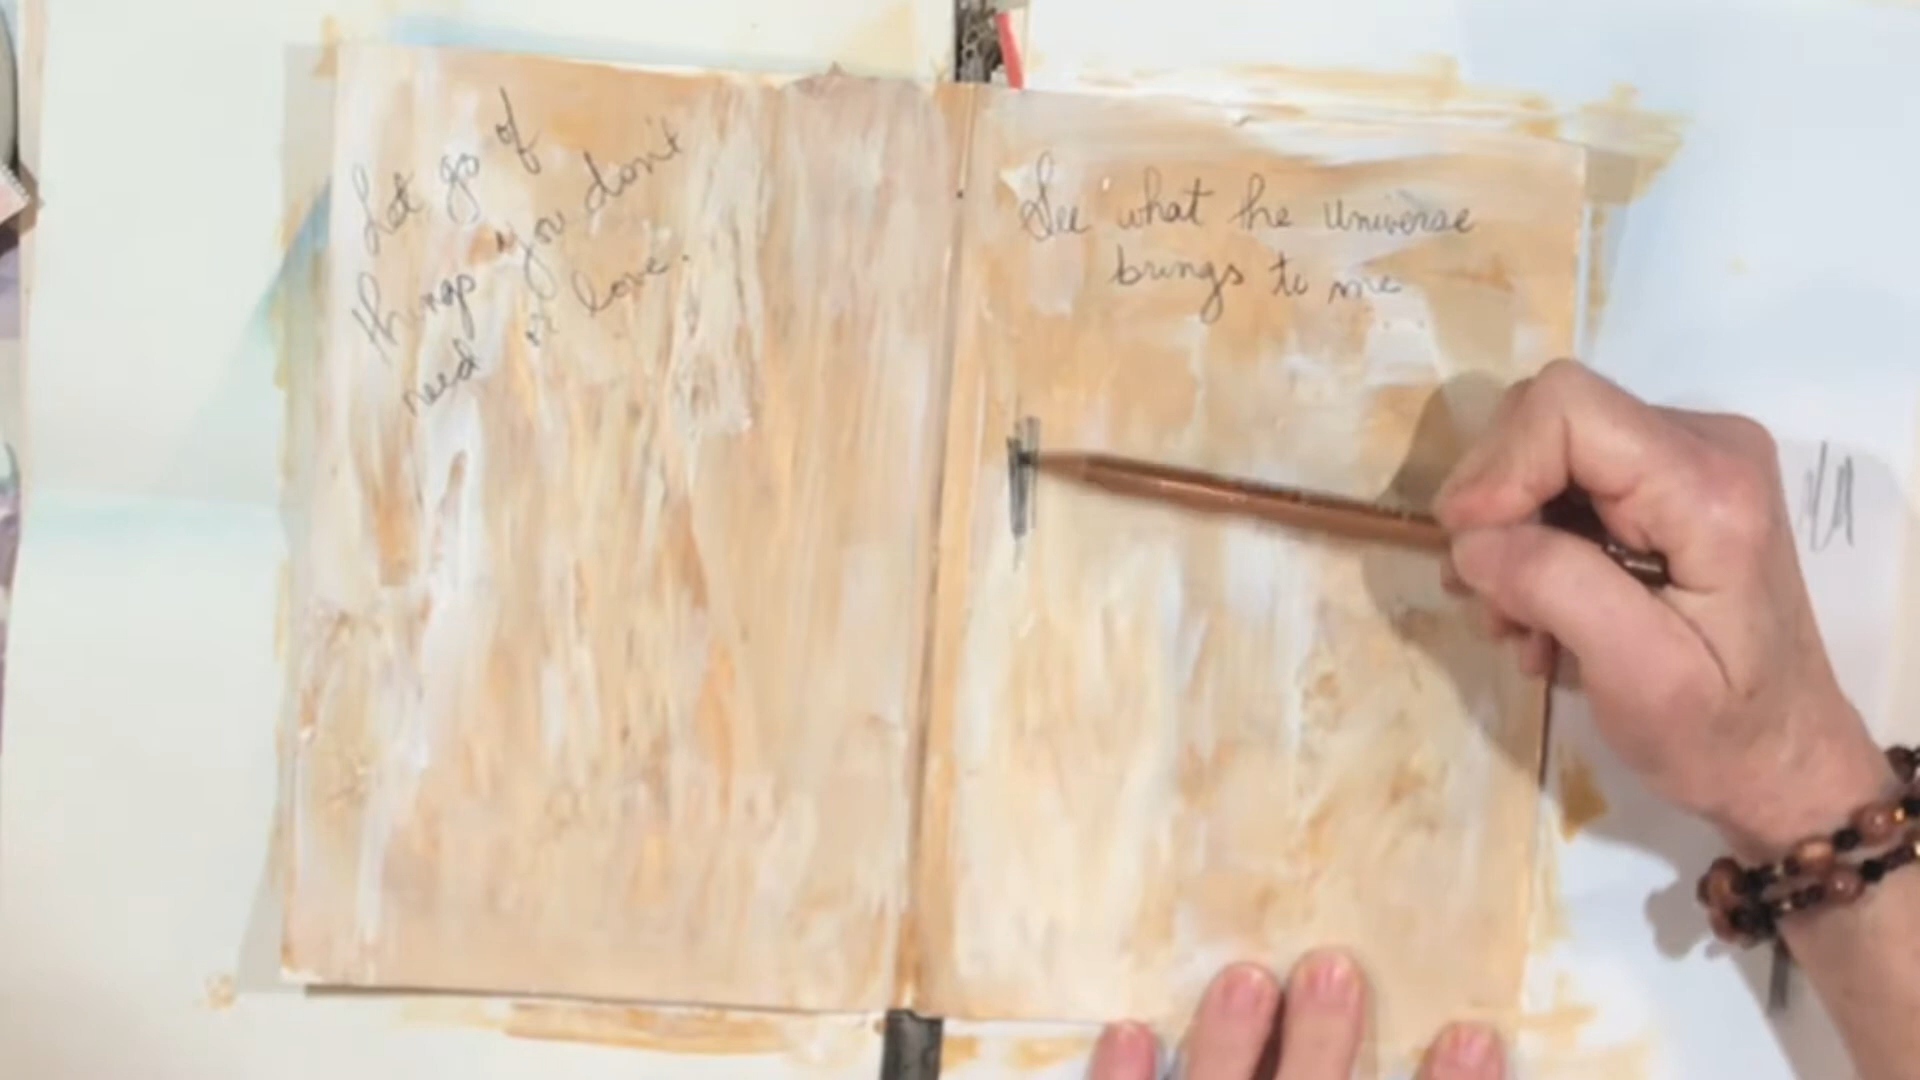 Let go of
things you don't
need or love.
See what the universe
brings to me...